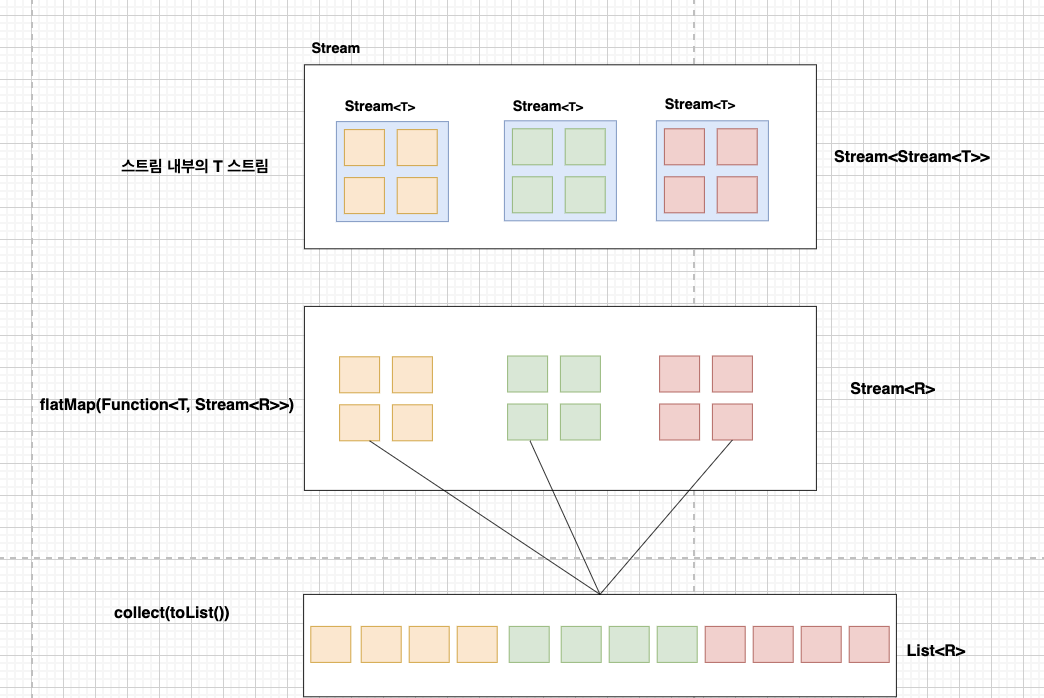 Stream
Stream<T>
Stream<T>
Stream<T>
스트림 내부의 T 스트림
Stream<Stream<T>>
flatMap(Function<T, Stream<R>>)
Stream<R>
collect(toList())
List<R>